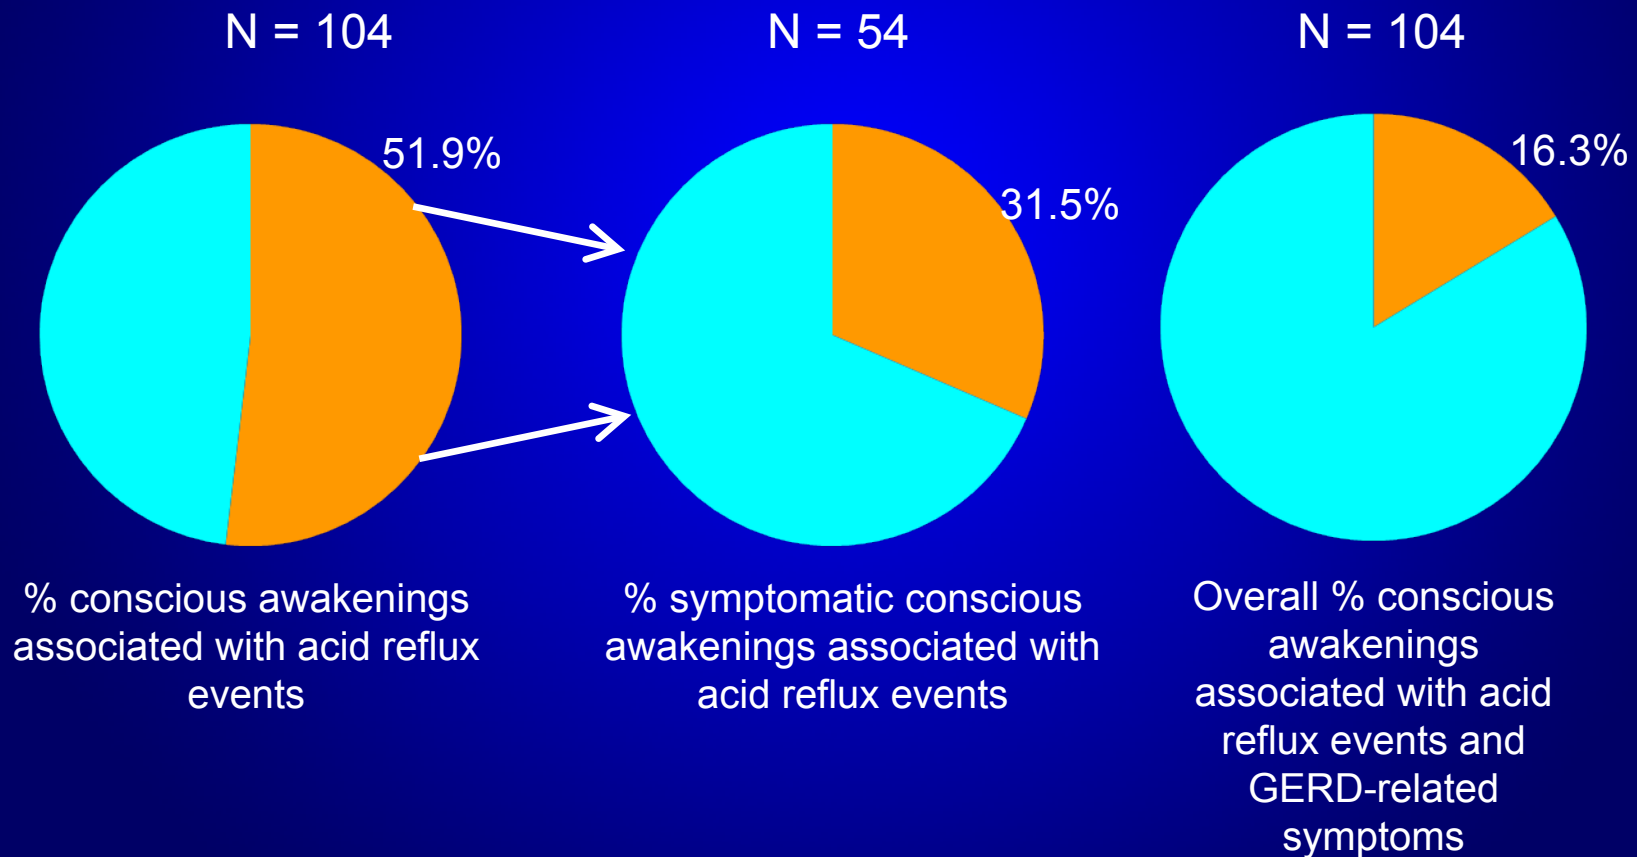 N = 104
N = 54
N = 104
51.9%
31.5%
16.3%
% conscious awakenings
associated with acid reflux
events
% symptomatic conscious
awakenings associated with
acid reflux events
Overall % conscious
awakenings
associated with acid
reflux events and
GERD-related
symptoms